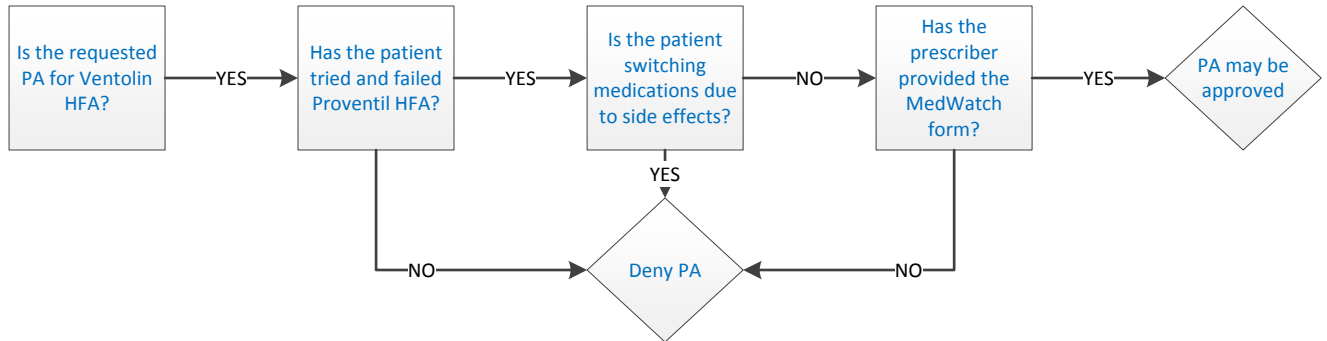 Is the requested
PA for Ventolin
HFA?
YES
Has the patient
tried and failed
Proventil HFA?
YES
Is the patient
switching
medications due
to side effects?
NO
Has the
prescriber
provided the
MedWatch
form?
YES
PA may be
approved
YES
NO
Deny PA
NO